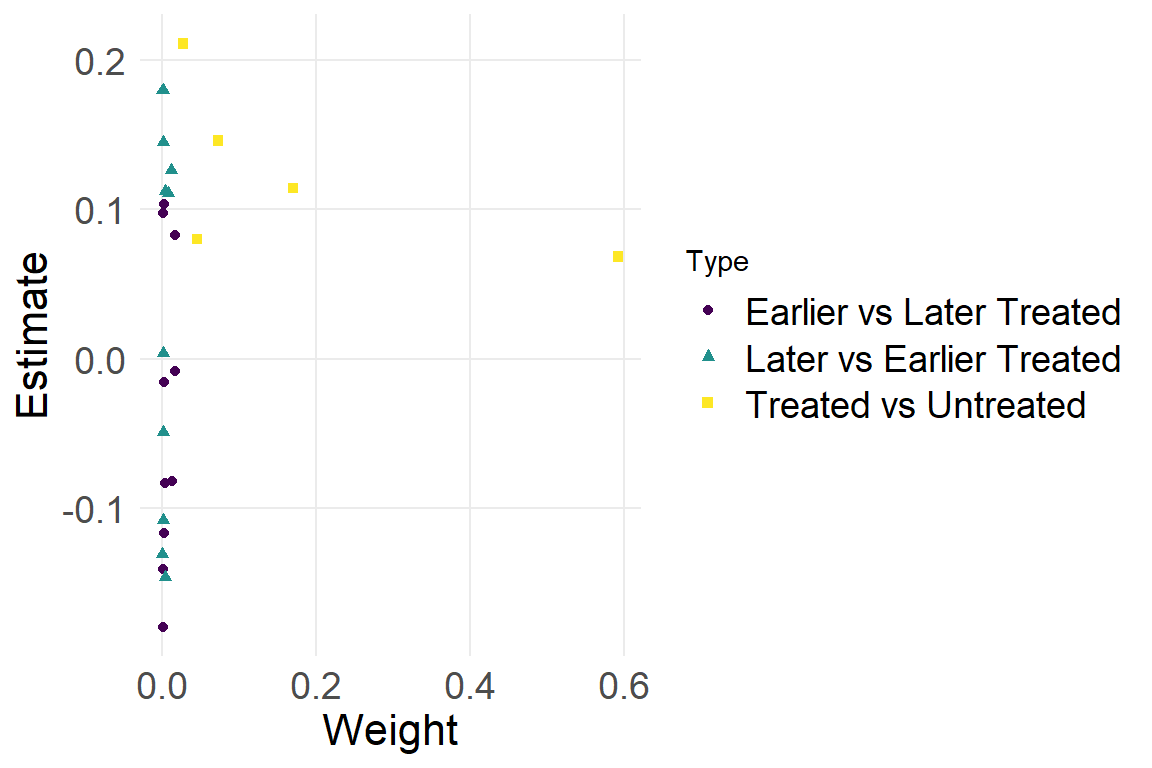 Estimate
0.2
0.1
0.0
-0.1
0.0 0.2 0.4 0.6
Weight
Type
Earlier vs Later Treated
Later vs Earlier Treated
Treated vs Untreated